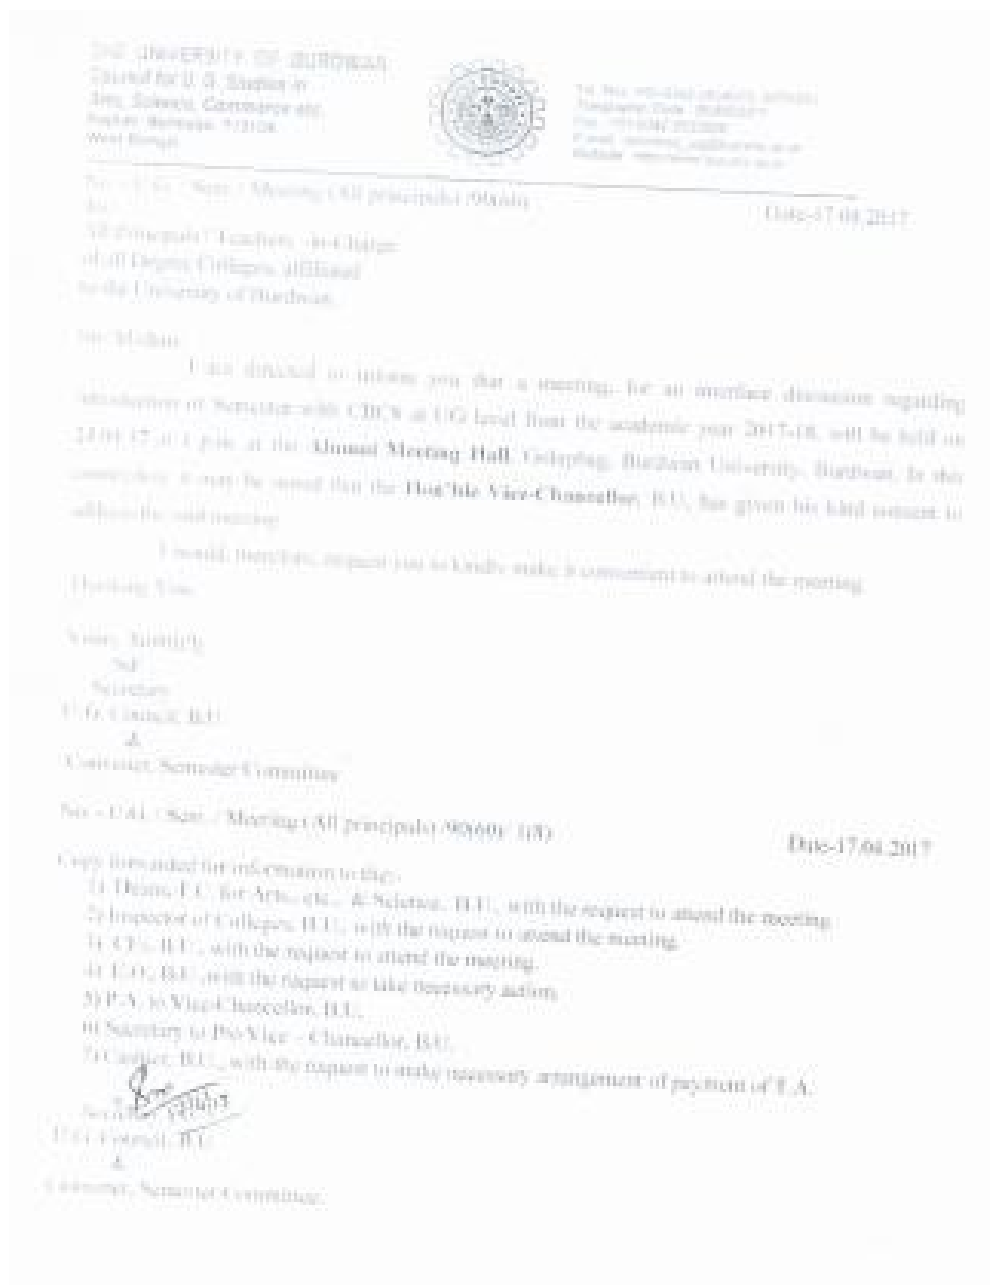 THE UNIVERSITY OF BURDWAN
Council for U. G. Studies in
Arts, Science, Commerce etc.
West Bengal
No. - U.G. / Sem. / Meeting (All principals) /90(60)
Date-17.04.2017
To
All Principals / Teachers -in-Charge
of all Degree Colleges, affiliated
to the University of Burdwan.
Sir/ Madam,
I am directed to inform you that a meeting, for an interface discussion regarding
introduction of Semester with CBCS at UG level from the academic year 2017-18, will be held on
at the Alumni Meeting Hall, Golapbag, Burdwan University, Burdwan. In this
connection, it may be noted that the Hon'ble Vice-Chancellor, B.U., has given his kind consent to
address the said meeting.
I would, therefore, request you to kindly make it convenient to attend the meeting.
Thanking You.
Yours faithfully
Sd/
Secretary
U.G. Council, B.U.
&
Convener, Semester Committee
No. - U.G. / Sem. / Meeting (All principals) /90(60)/ 1(8)
Date-17.04.2017
Copy forwarded for information to the:-
1) Deans, F.C. for Arts, etc., & Science, B.U., with the request to attend the meeting.
2) Inspector of Colleges, B.U., with the request to attend the meeting.
3) B.U., with the request to attend the meeting.
4) B.U., with the request to take necessary action.
5) P.A. to Vice-Chancellor, B.U.,
6) Secretary to Pro Vice - Chancellor, B.U.
7) Cashier, B.U., with the request to make necessary arrangement of payment of T.A.
Secretary
U.G. Council, B.U.
&
Convener, Semester Committee.